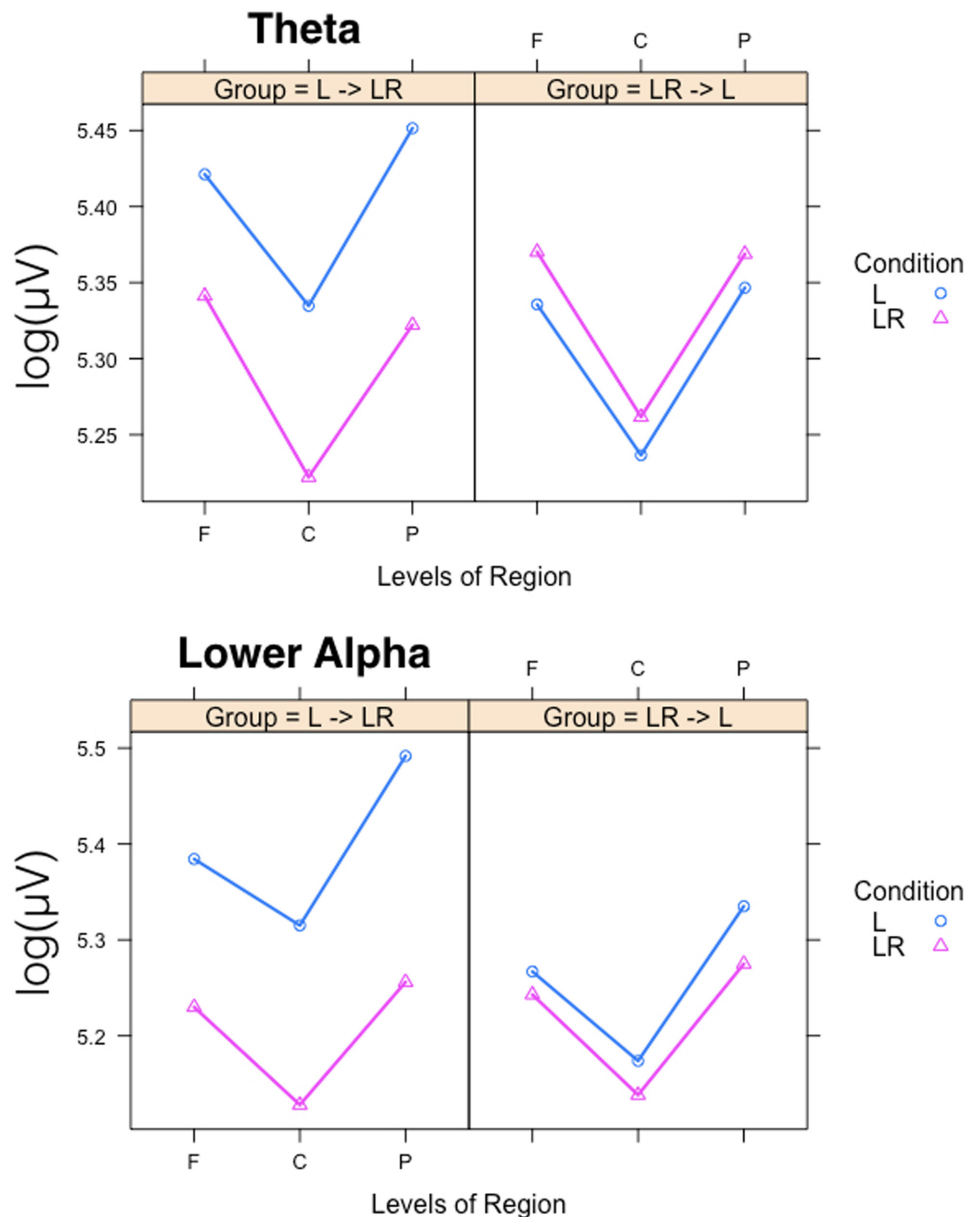 Theta
F C P
Group = L -> LR Group = LR -> L
5.45
5.40
5.35
5.30
5.25
log(µV)
F C P
Levels of Region
Condition
L
LR
Lower Alpha
F C P
Group = L -> LR Group = LR -> L
5.5
5.4
5.3
5.2
log(µV)
F C P
Levels of Region
Condition
L
LR